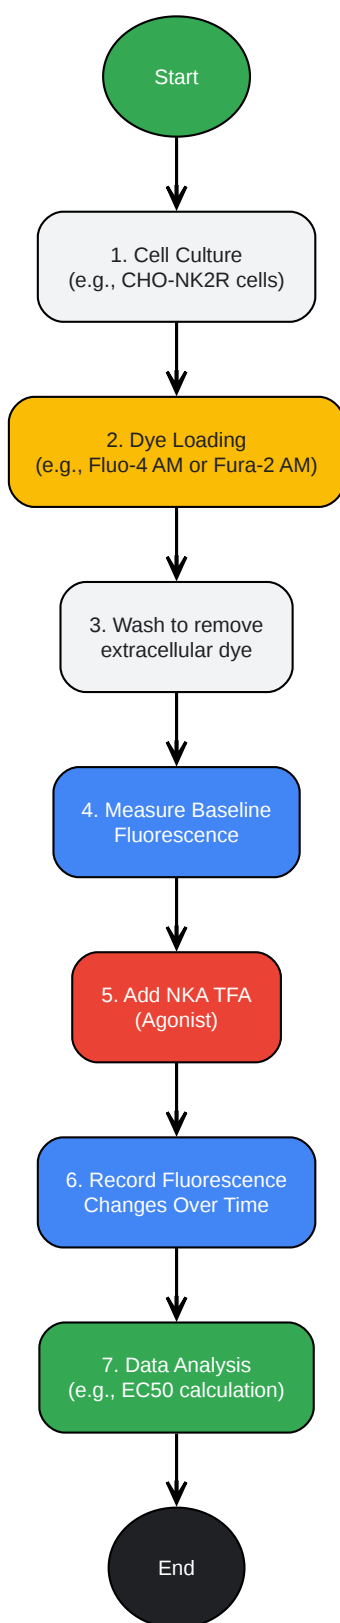 Start
1. Cell Culture
(e.g., CHO-NK2R cells)
2. Dye Loading
(e.g., Fluo-4 AM or Fura-2 AM)
3. Wash to remove
extracellular dye
4. Measure Baseline
Fluorescence
5. Add NKA TFA
(Agonist)
6. Record Fluorescence
Changes Over Time
7. Data Analysis
(e.g., EC50 calculation)
End